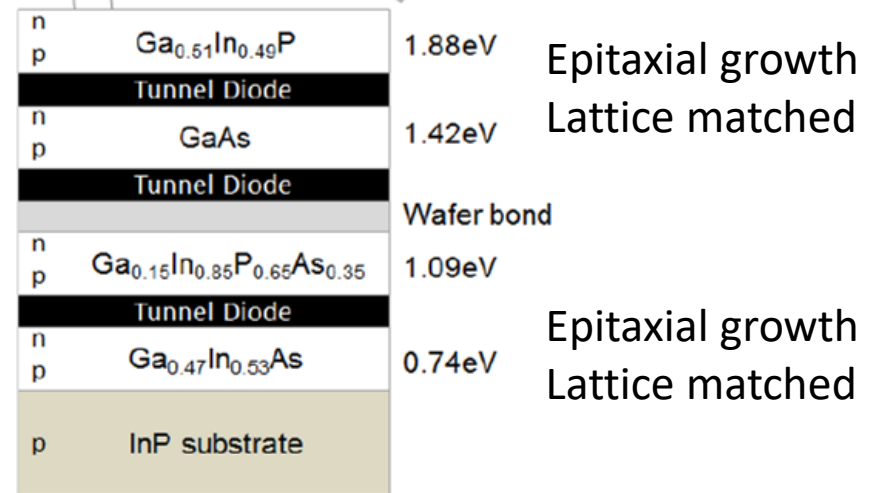 n
p
Ga0.51In0.49P
1.88eV
Epitaxial growth
Lattice matched
Tunnel Diode
n
p
GaAs
1.42eV
Tunnel Diode
Wafer bond
n
p
Ga0.15In0.85P0.65As0.35
1.09eV
Tunnel Diode
n
p
Ga0.47In0.53As
0.74eV
Epitaxial growth
Lattice matched
p
InP substrate